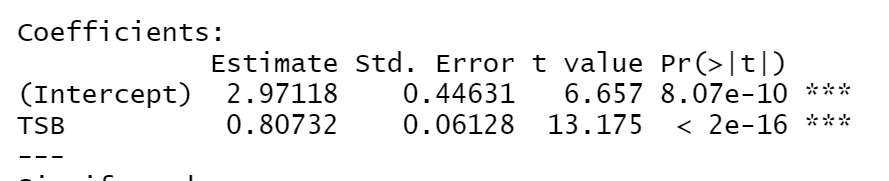 Coefficients:
Estimate Std. Error t value Pr(>|t|)
(Intercept) 2.97118 0.44631 6.657 8.07e-10 ***
TSB 0.80732 0.06128 13.175 < 2e-16 ***
---